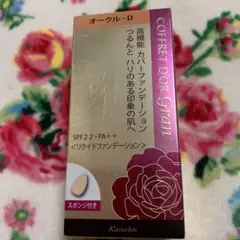 オークル-D
高機能 カバーファンデーション
つるんと ハリのある印象の肌へ
SPF22・PA++
<リクイドファンデーション>
スポンジ付き
COFFRET D'OR
Gran
Kanebo